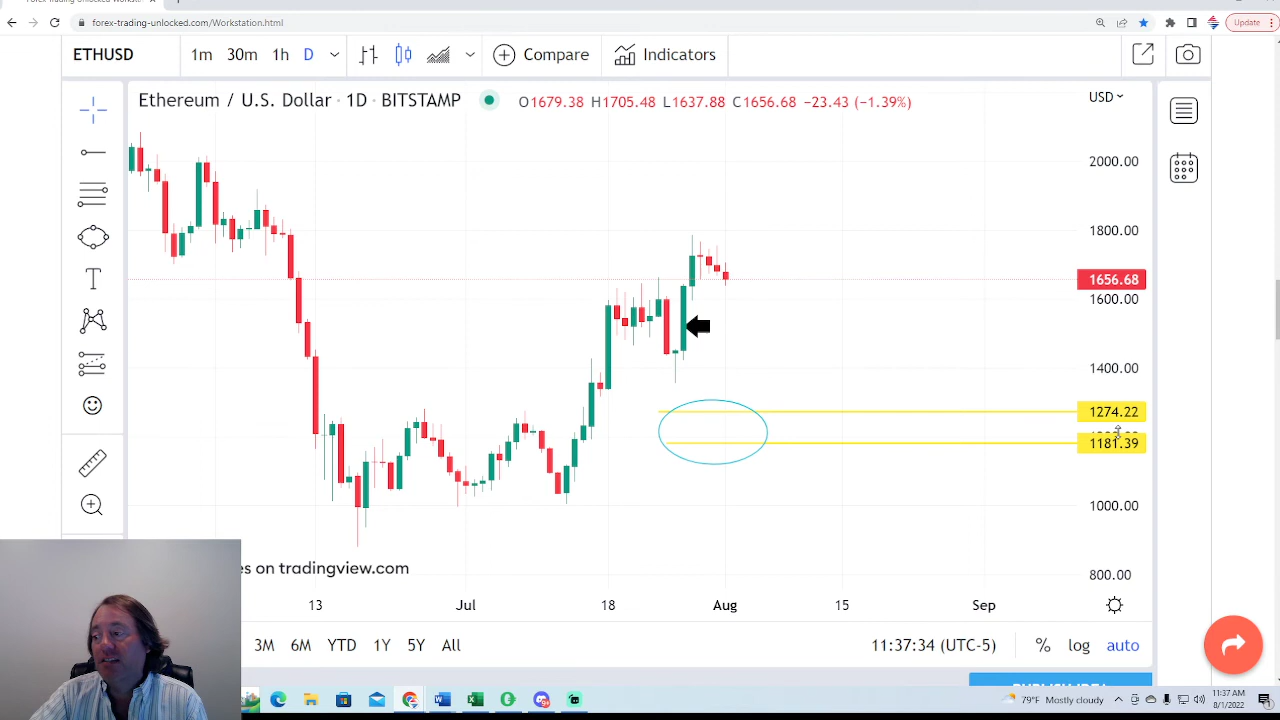 forex-trading-unlocked.com/Workstation.html
Update
ETHUSD
1m 30m 1h D
Compare
Indicators
Ethereum / U.S. Dollar · 1D · BITSTAMP
O1679.38 H1705.48 L1637.88 C1656.68 −23.43 (−1.39%)
USD
2000.00
1800.00
1656.68
1600.00
1400.00
1274.22
1181.39
1000.00
800.00
es on tradingview.com
13 Jul 18 Aug 15 Sep
3M 6M YTD 1Y 5Y All
11:37:34 (UTC-5)
% log auto
79°F Mostly cloudy
11:37 AM
8/1/2022